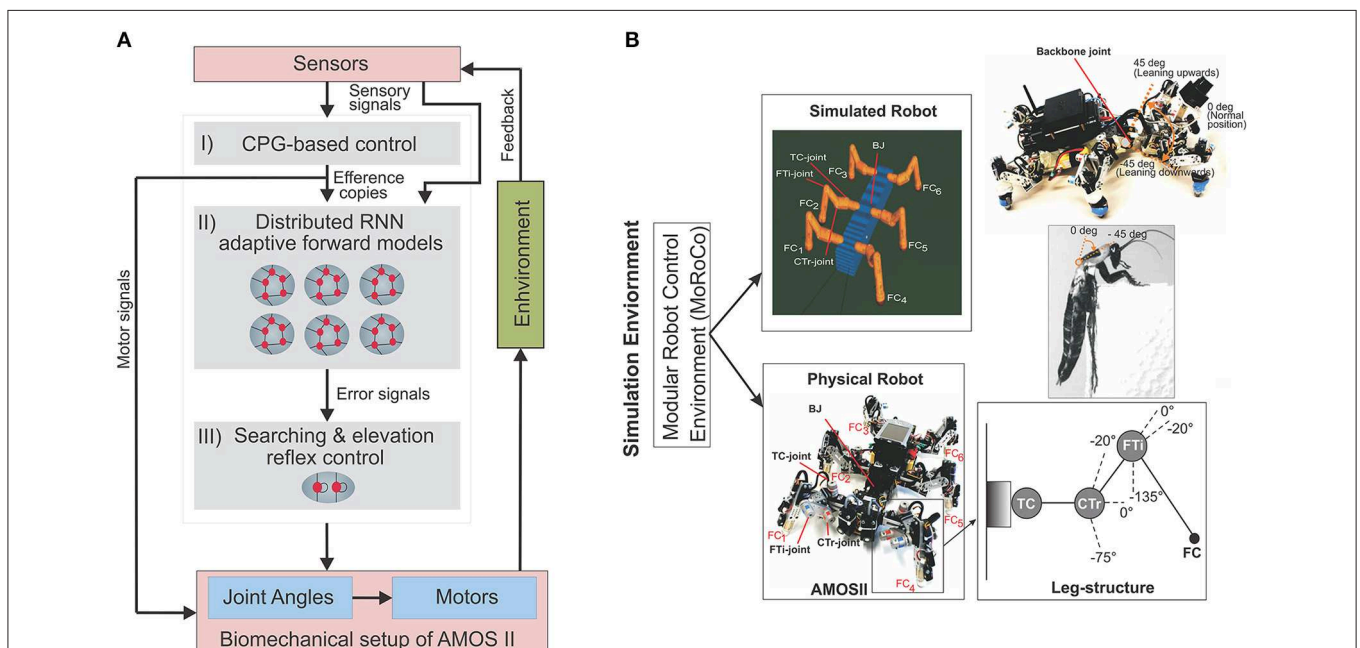 A
Sensors
Sensory
signals
I)
CPG-based control
Efference
copies
II)
Distributed RNN
adaptive forward models
Error signals
III)
Searching & elevation
reflex control
Motor signals
Feedback
Enhvironment
Joint Angles
Motors
Biomechanical setup of AMOS II
B
Simulation Enviornment
Modular Robot Control
Environment (MoRoCo)
Simulated Robot
BJ
TC-joint
FC3
FTi-joint
FC6
FC2
FC1
FC5
CTr-joint
FC4
Backbone joint
45 deg
(Leaning upwards)
0 deg
(Normal
position)
-45 deg
(Leaning downwards)
0 deg
- 45 deg
Physical Robot
BJ
FC3
TC-joint
FC2
FC6
FC1
FTi-joint
CTr-joint
FC5
FC4
AMOSII
0°
-20°
FTi
-20°
-135°
TC
CTr
0°
-75°
FC
Leg-structure